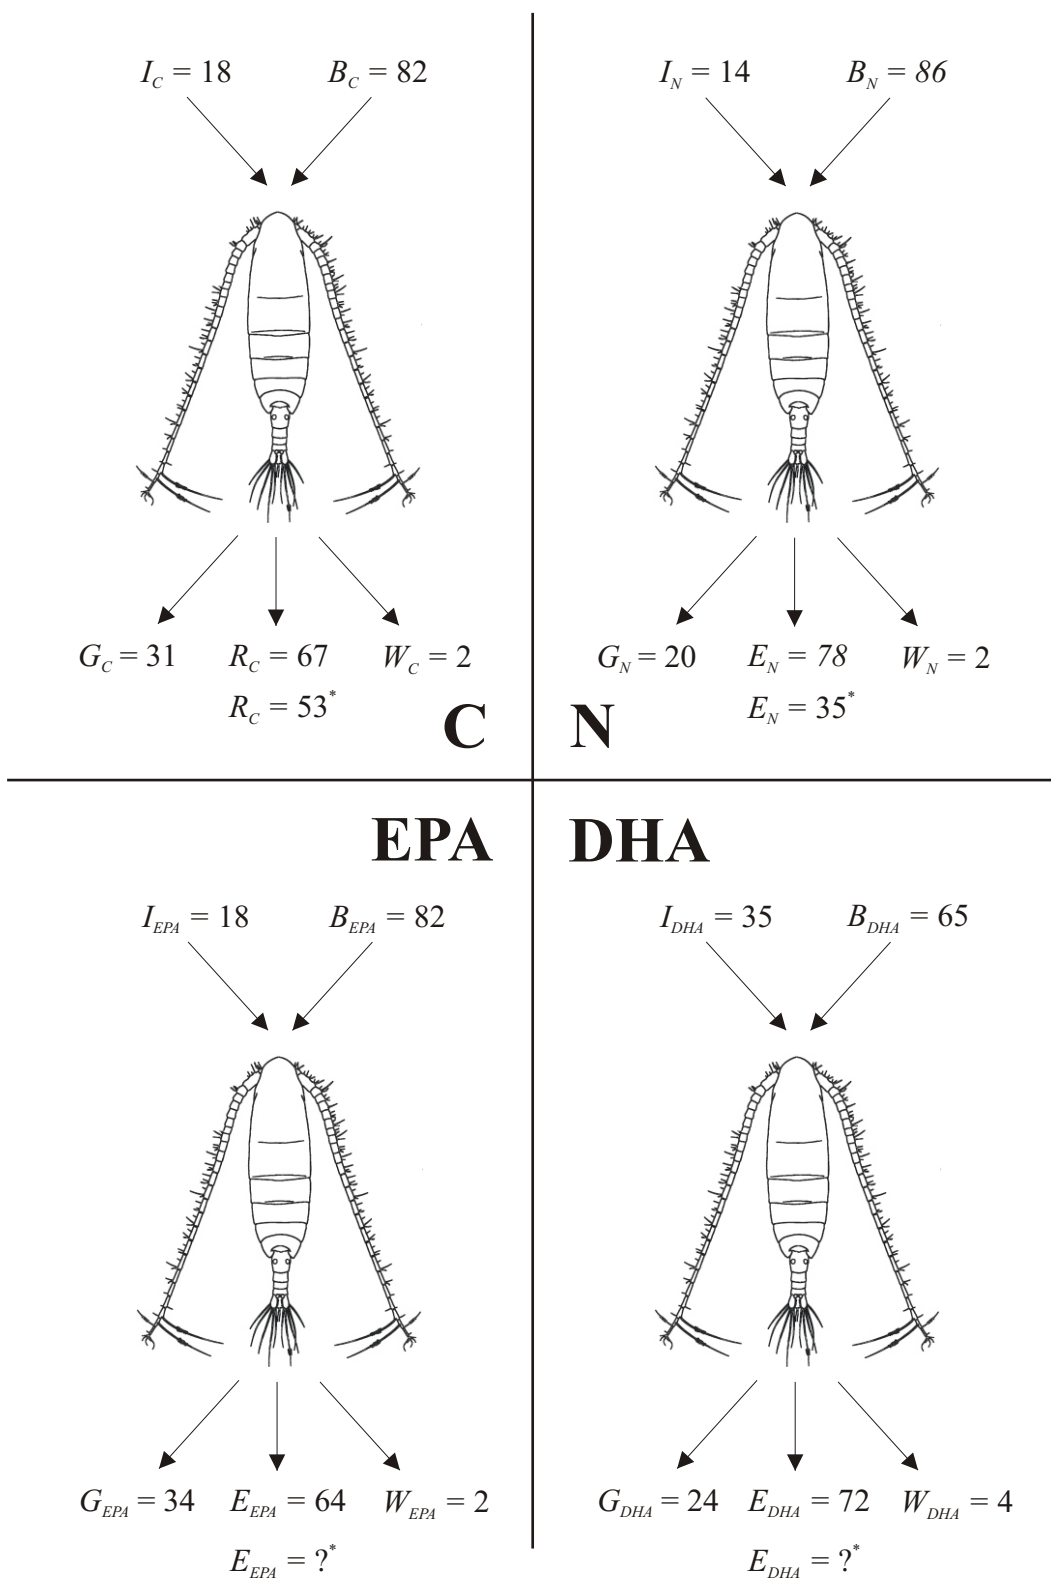 I_C = 18 B_C = 82
G_C = 31 R_C = 67 W_C = 2
R_C = 53*
C
I_N = 14 B_N = 86
G_N = 20 E_N = 78 W_N = 2
E_N = 35*
N
EPA
I_EPA = 18 B_EPA = 82
G_EPA = 34 E_EPA = 64 W_EPA = 2
E_EPA = ?*
DHA
I_DHA = 35 B_DHA = 65
G_DHA = 24 E_DHA = 72 W_DHA = 4
E_DHA = ?*